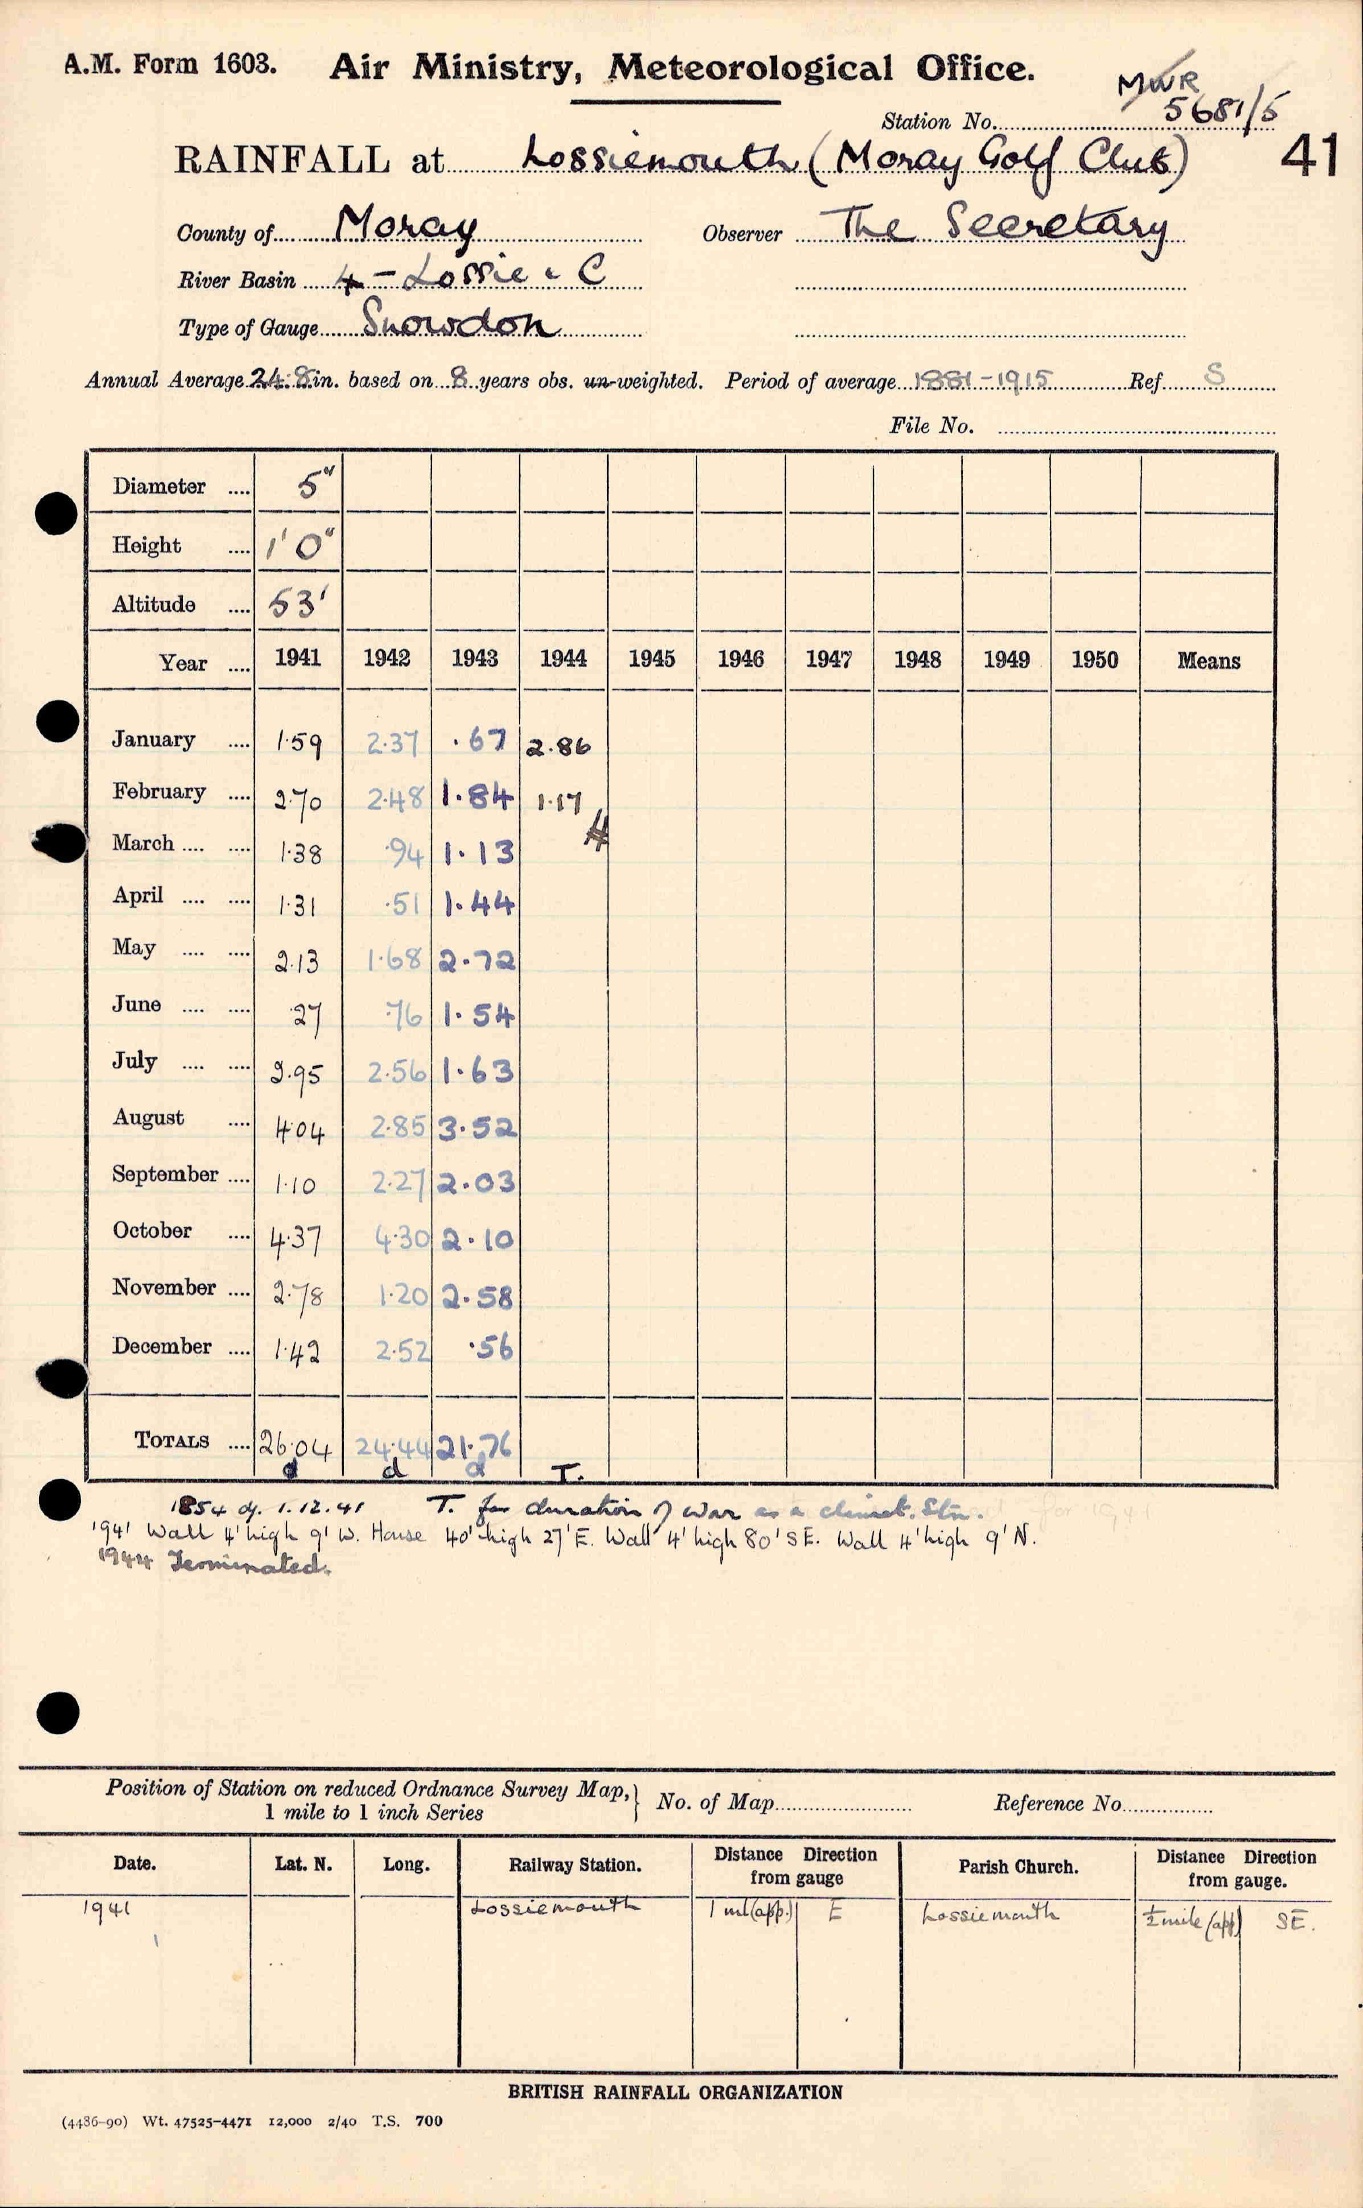 A.M. Form 1603. Air Ministry, Meteorological Office.
MWR
Station No. 5681/5
RAINFALL at Lossiemouth (Moray Golf Club) 41
County of Moray Observer The Secretary
River Basin 4 - Lossie & C
Type of Gauge Snowdon
Annual Average 24.8 in. based on 8 years obs. un-weighted. Period of average 1881-1915 Ref. S
File No.
Diameter .... 5"
Height .... 1' 0"
Altitude .... 53'
Year .... 1941 1942 1943 1944 1945 1946 1947 1948 1949 1950 Means
January .... 1.59 2.37 .67 2.86
February .... 2.70 2.48 1.84 1.17
March .... .... 1.38 .94 1.13
April .... .... 1.31 .51 1.44
May .... .... 2.13 1.68 2.72
June .... .... .27 .76 1.54
July .... .... 2.95 2.56 1.63
August .... 4.04 2.85 3.52
September .... 1.10 2.27 2.03
October .... 4.37 4.30 2.10
November .... 2.78 1.20 2.58
December .... 1.42 2.52 .56
TOTALS .... 26.04 24.44 21.76
d d d T.
1854 dy. 1.12.41 T. for duration of war as a climat. Stn. for 1941
1941 Wall 4' high 9' W. House 40' high 27' E. Wall 4' high 80' SE. Wall 4' high 9' N.
1944 Terminated.
Position of Station on reduced Ordnance Survey Map,
1 mile to 1 inch Series
No. of Map Reference No.
Date. Lat. N. Long. Railway Station. Distance from gauge Direction Parish Church. Distance from gauge. Direction
1941 Lossiemouth 1 ml (app.) E Lossiemouth ½ mile (app) SE.
BRITISH RAINFALL ORGANIZATION
(4486-90) Wt. 47525-4471 12,000 2/40 T.S. 700